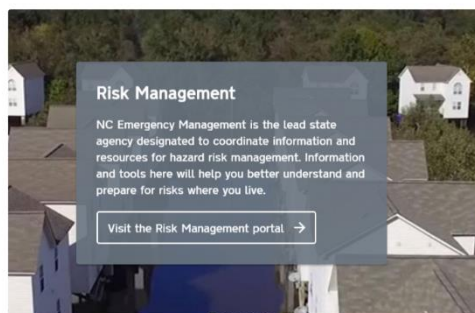 Risk Management
NC Emergency Management is the lead state
agency designated to coordinate information and
resources for hazard risk management. Information
and tools here will help you better understand and
prepare for risks where you live.
Visit the Risk Management portal →